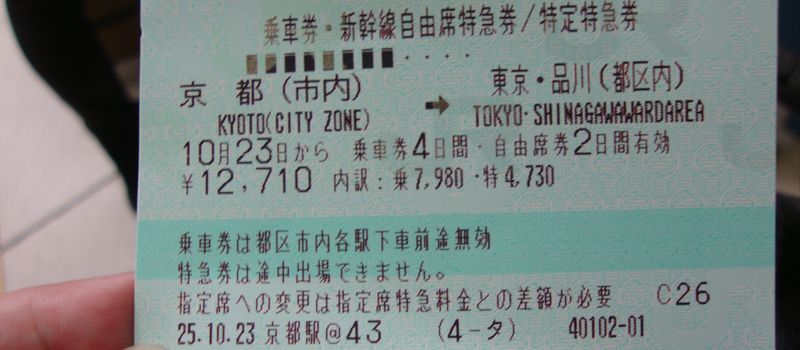 乗車券・新幹線自由席特急券/特定特急券
京都(市内) → 東京・品川(都区内)
KYOTO(CITY ZONE) TOKYO・SHINAGAWAWARDAREA
10月23日から 乗車券4日間・自由席券2日間有効
¥12,710 内訳:乗7,980・特4,730
乗車券は都区市内各駅下車前途無効
特急券は途中出場できません。
指定席への変更は指定席特急料金との差額が必要 C26
25.10.23 京都駅@43 (4-タ) 40102-01